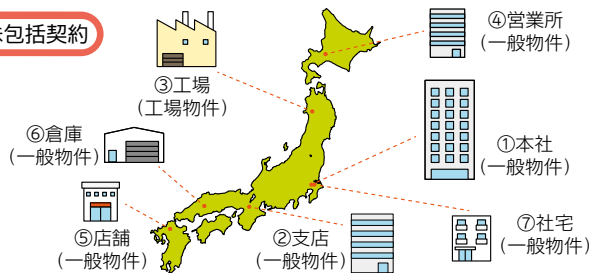 包括契約
④営業所
(一般物件)
③工場
(工場物件)
⑥倉庫
(一般物件)
①本社
(一般物件)
⑤店舗
(一般物件)
②支店
(一般物件)
⑦社宅
(一般物件)